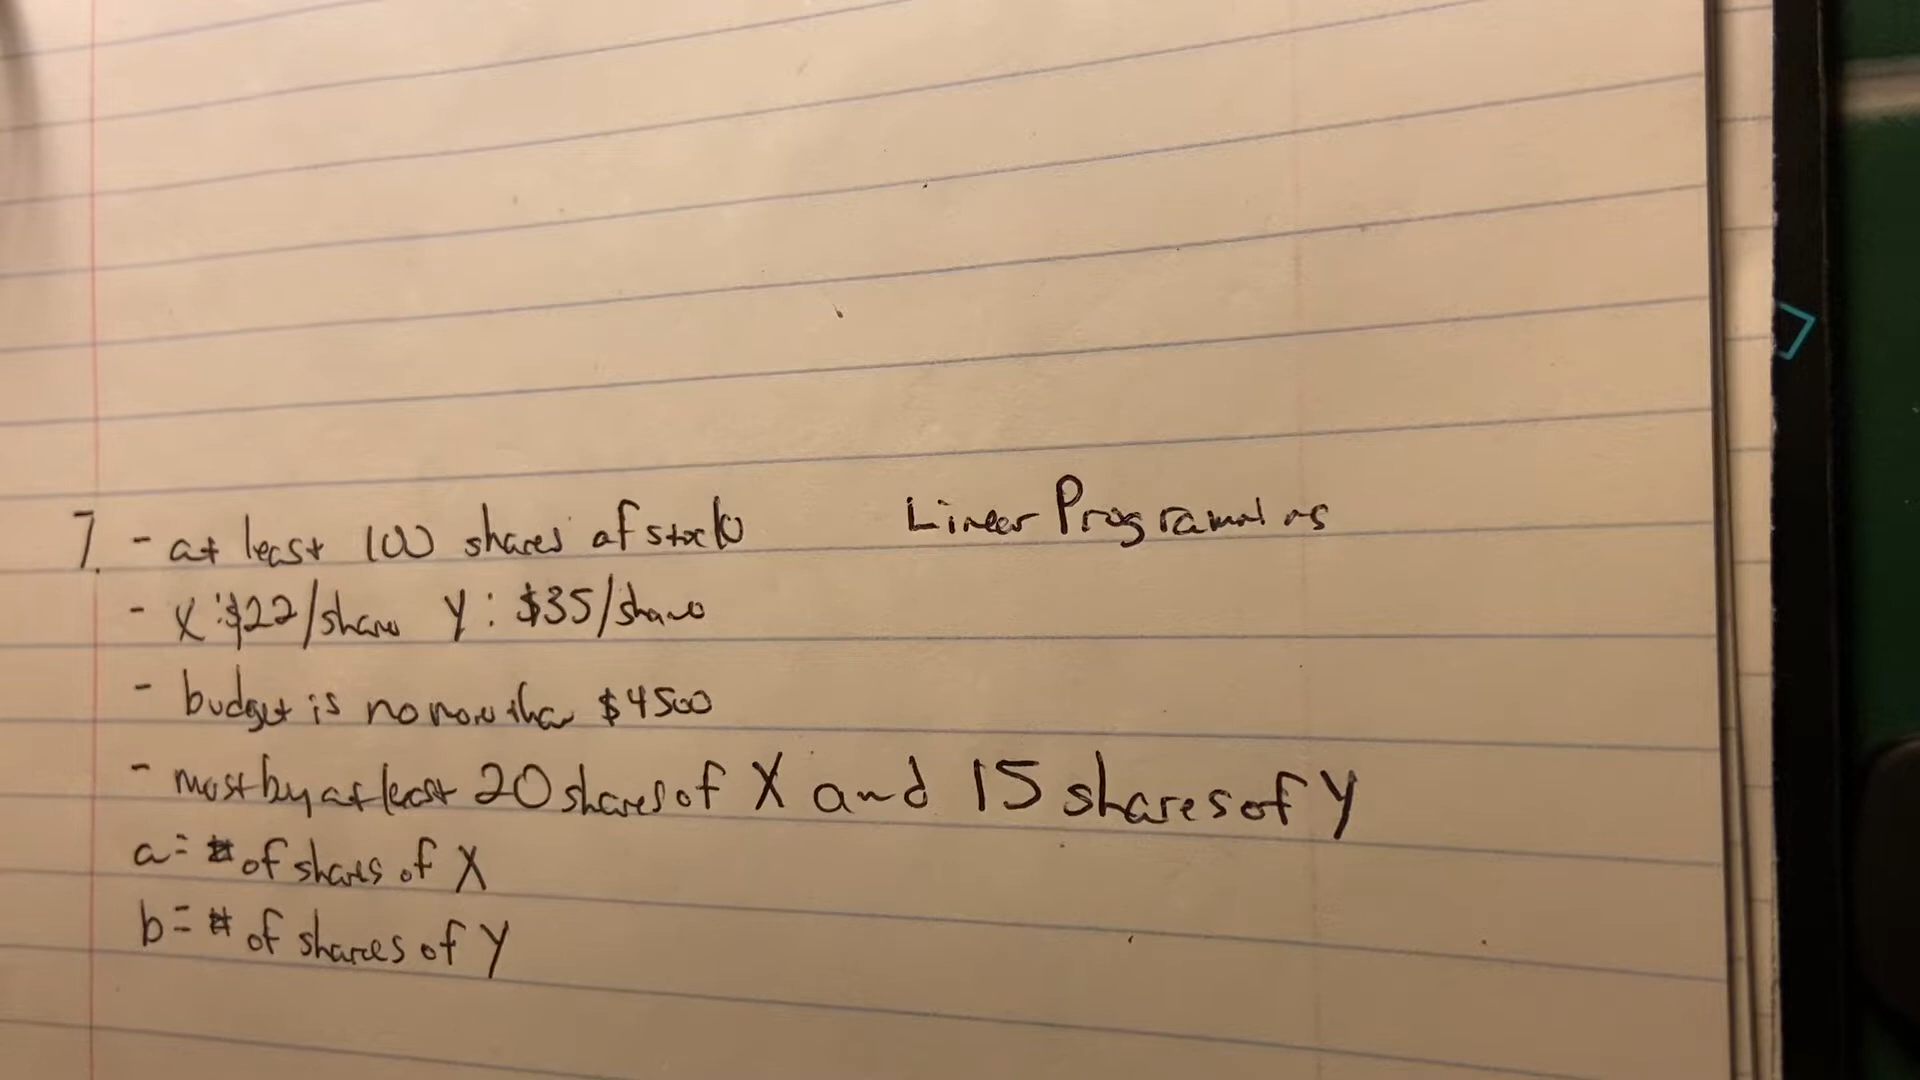 7. - at least 100 shares of stock Linear Programming
- X: $22/share Y: $35/share
- budget is no more than $4500
- must by at least 20 shares of X and 15 shares of Y
a = # of shares of X
b = # of shares of Y